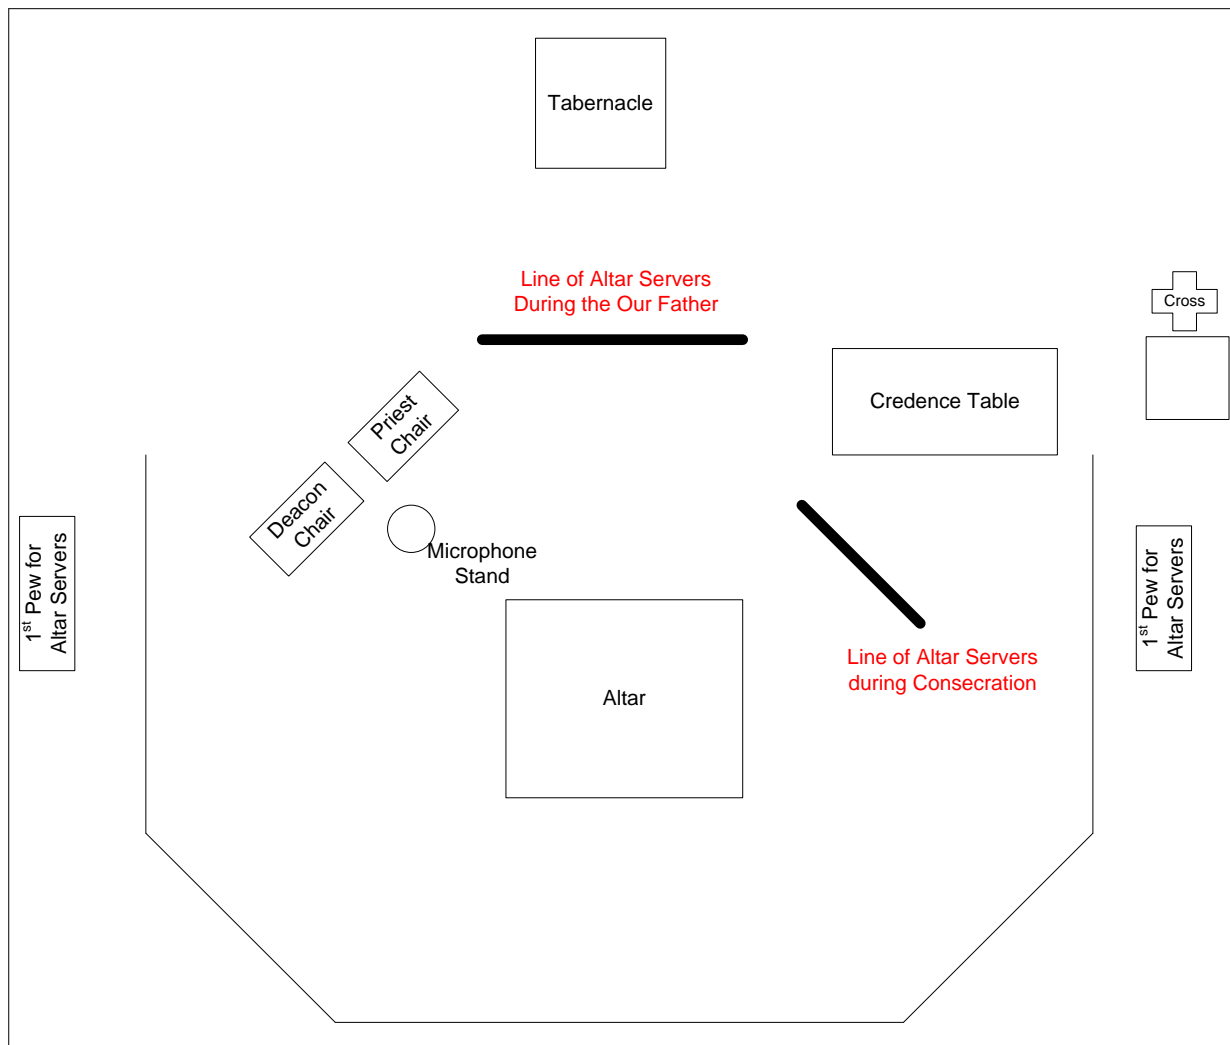 Tabernacle
Line of Altar Servers
During the Our Father
Cross
Priest
Chair
Credence Table
Deacon
Chair
Microphone
Stand
1st Pew for
Altar Servers
1st Pew for
Altar Servers
Line of Altar Servers
during Consecration
Altar